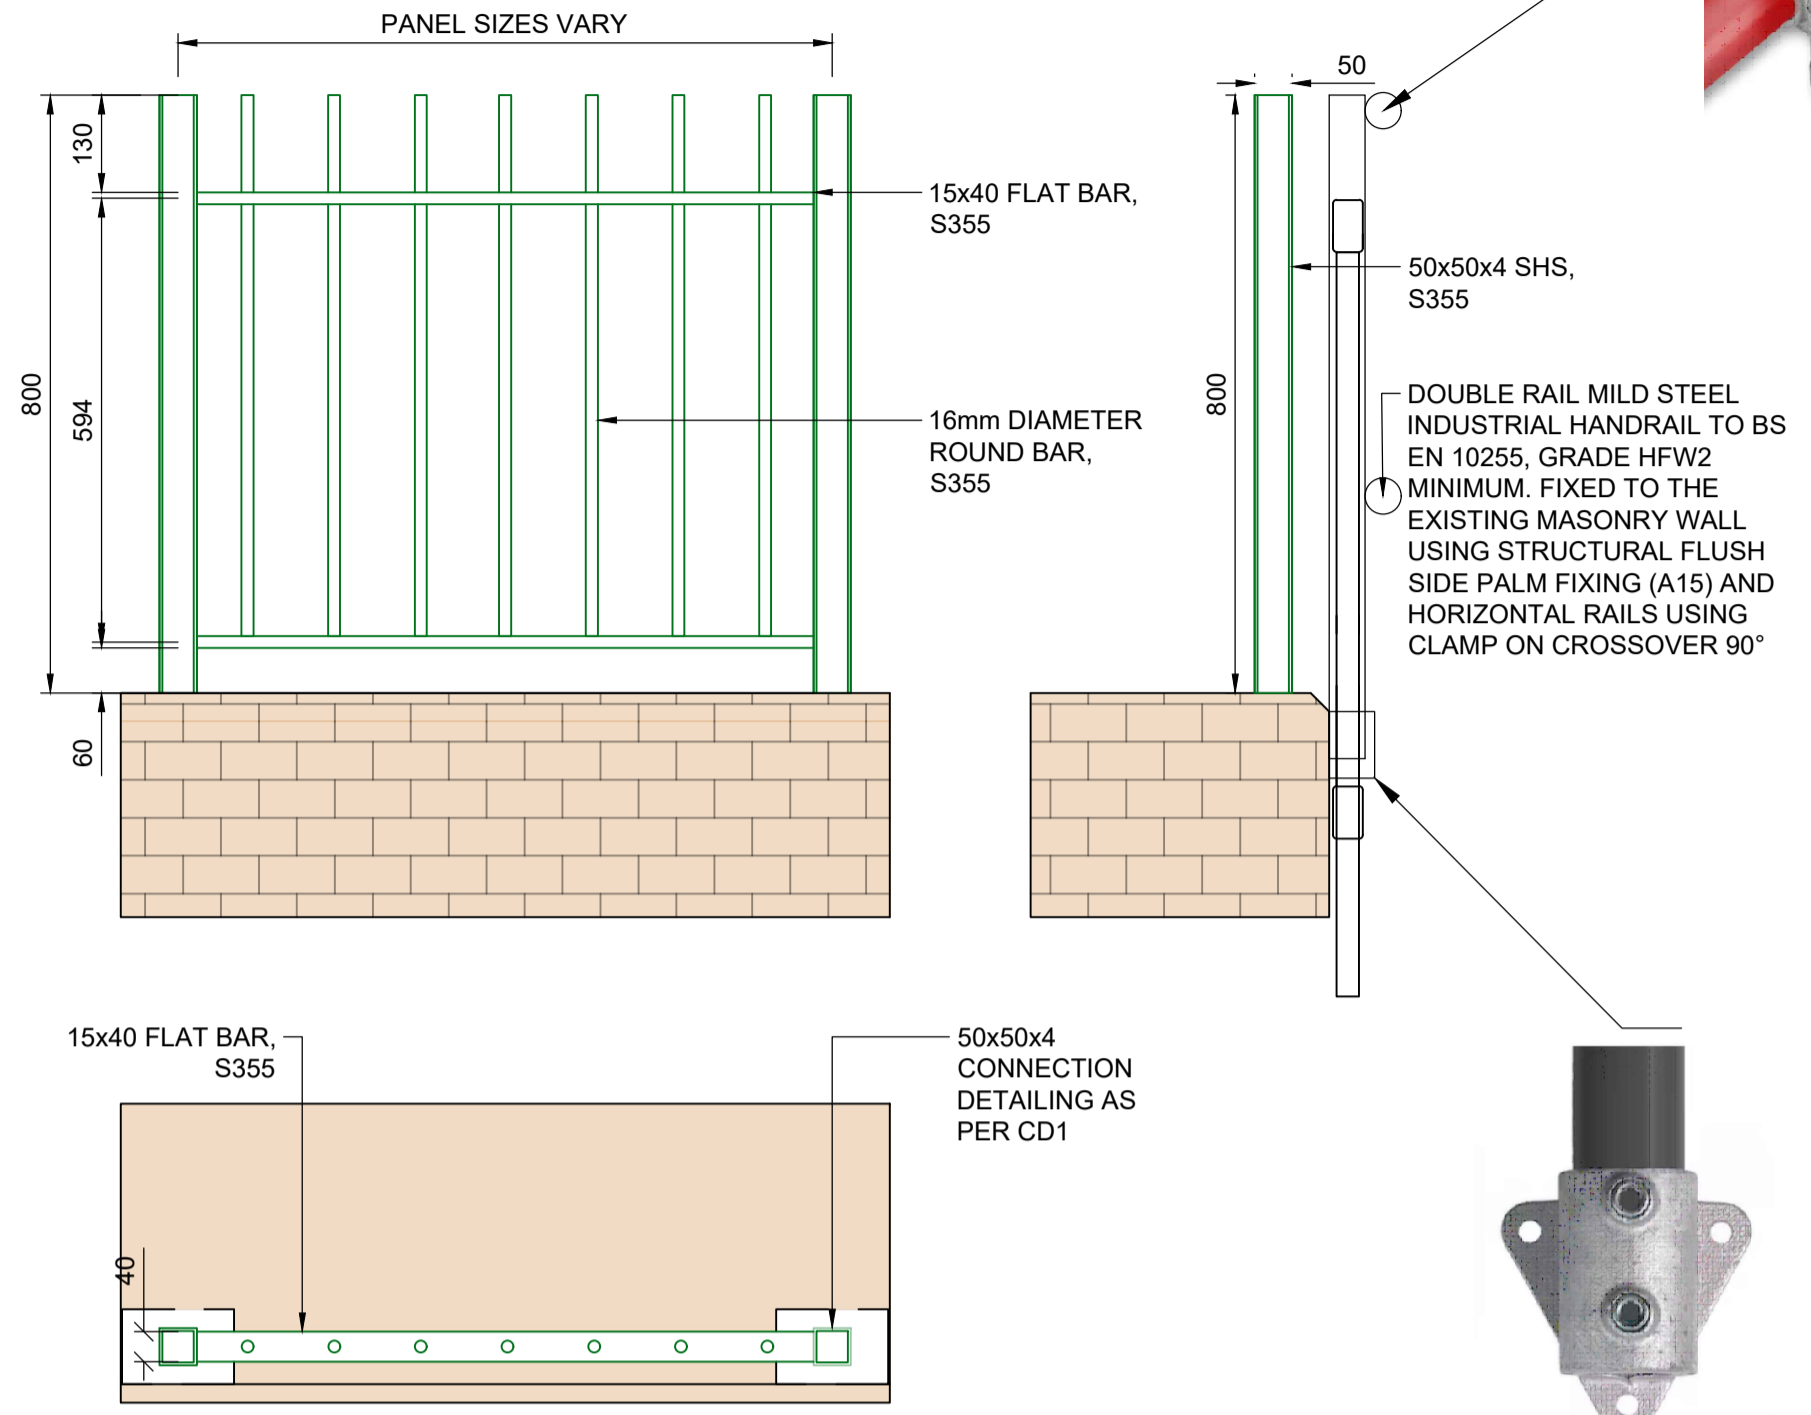 PANEL SIZES VARY
50
130
15x40 FLAT BAR,
S355
50x50x4 SHS,
S355
800
594
800
16mm DIAMETER
ROUND BAR,
S355
DOUBLE RAIL MILD STEEL
INDUSTRIAL HANDRAIL TO BS
EN 10255, GRADE HFW2
MINIMUM. FIXED TO THE
EXISTING MASONRY WALL
USING STRUCTURAL FLUSH
SIDE PALM FIXING (A15) AND
HORIZONTAL RAILS USING
CLAMP ON CROSSOVER 90°
60
15x40 FLAT BAR,
S355
50x50x4
CONNECTION
DETAILING AS
PER CD1
40